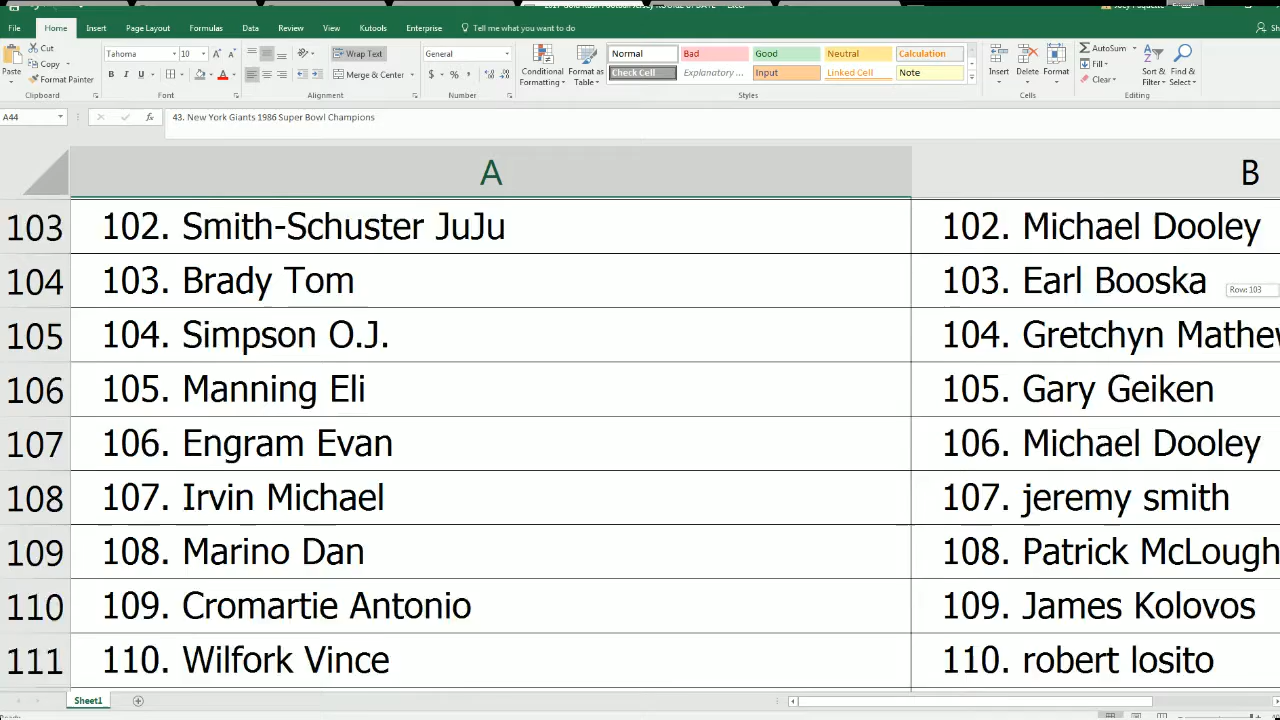 File Home Insert Page Layout Formulas Data Review View Kutools Enterprise Tell me what you want to do
Paste Cut Copy Format Painter Clipboard
Tahoma 10 B I U Font
Wrap Text Merge & Center Alignment
General $ % , Number
Conditional Formatting Format as Table
Normal Bad Good Neutral Calculation
Check Cell Explanatory ... Input Linked Cell Note
Styles
Insert Delete Format Cells
AutoSum Fill Clear Sort & Filter Find & Select Editing
A44 fx 43. New York Giants 1986 Super Bowl Champions
A B
103 102. Smith-Schuster JuJu 102. Michael Dooley
104 103. Brady Tom 103. Earl Booska
Row: 103
105 104. Simpson O.J. 104. Gretchyn Mathew
106 105. Manning Eli 105. Gary Geiken
107 106. Engram Evan 106. Michael Dooley
108 107. Irvin Michael 107. jeremy smith
109 108. Marino Dan 108. Patrick McLough
110 109. Cromartie Antonio 109. James Kolovos
111 110. Wilfork Vince 110. robert losito
Sheet1